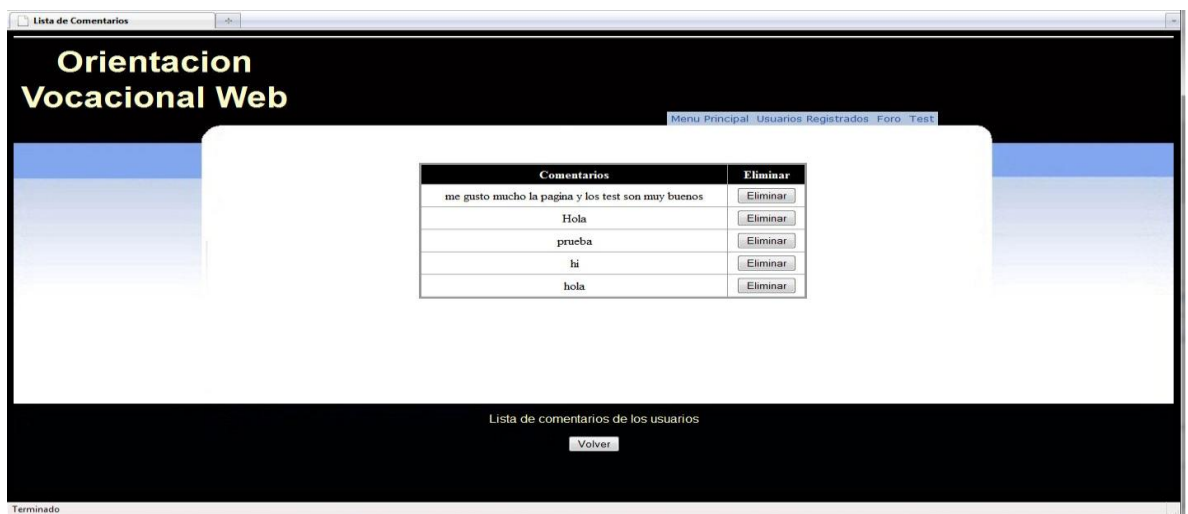 Lista de Comentarios
Orientacion
Vocacional Web
Menu Principal Usuarios Registrados Foro Test
Comentarios Eliminar
me gusto mucho la pagina y los test son muy buenos Eliminar
Hola Eliminar
prueba Eliminar
hi Eliminar
hola Eliminar
Lista de comentarios de los usuarios
Volver
Terminado